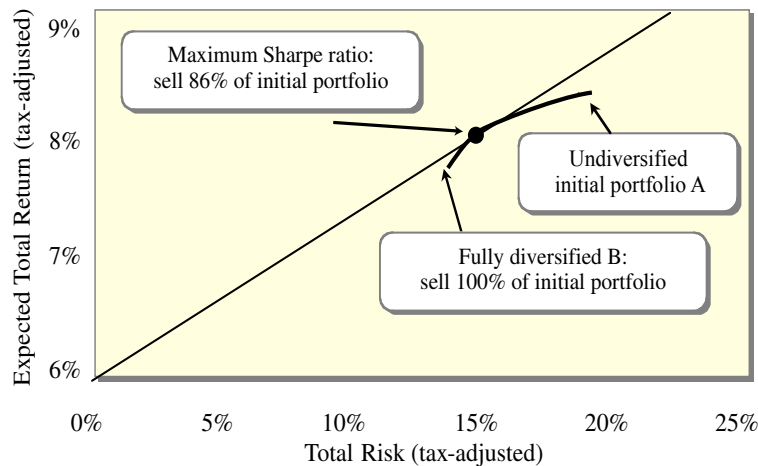 Expected Total Return (tax-adjusted)
9%
8%
7%
6%
Maximum Sharpe ratio:
sell 86% of initial portfolio
Undiversified
initial portfolio A
Fully diversified B:
sell 100% of initial portfolio
0% 5% 10% 15% 20% 25%
Total Risk (tax-adjusted)